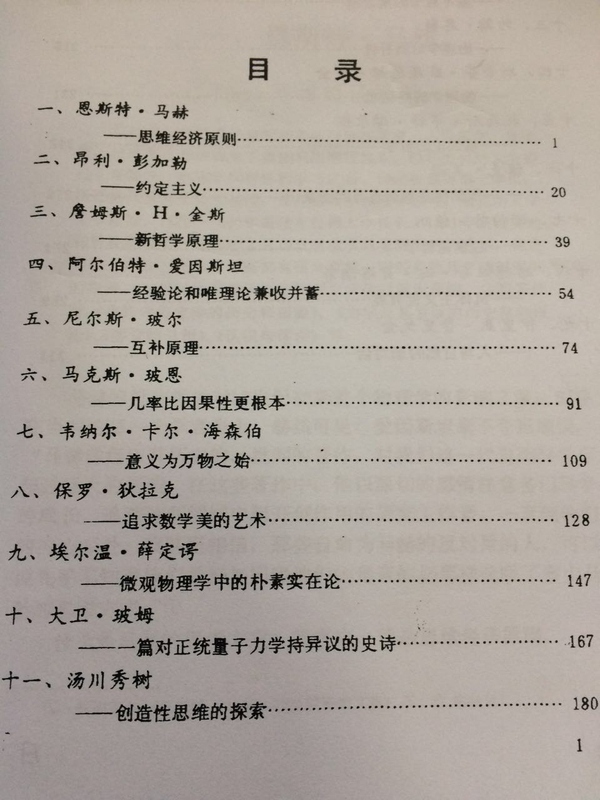 目 录
一、恩斯特·马赫
——思维经济原则………………………………1
二、昂利·彭加勒
——约定主义………………………………20
三、詹姆斯·H·金斯
——新哲学原理………………………………39
四、阿尔伯特·爱因斯坦
——经验论和唯理论兼收并蓄………………………………54
五、尼尔斯·玻尔
——互补原理………………………………74
六、马克斯·玻恩
——几率比因果性更根本………………………………91
七、韦纳尔·卡尔·海森伯
——意义为万物之始………………………………109
八、保罗·狄拉克
——追求数学美的艺术………………………………128
九、埃尔温·薛定谔
——微观物理学中的朴素实在论………………………………147
十、大卫·玻姆
——一篇对正统量子力学持异议的史诗………………………………167
十一、汤川秀树
——创造性思维的探索………………………………180
1